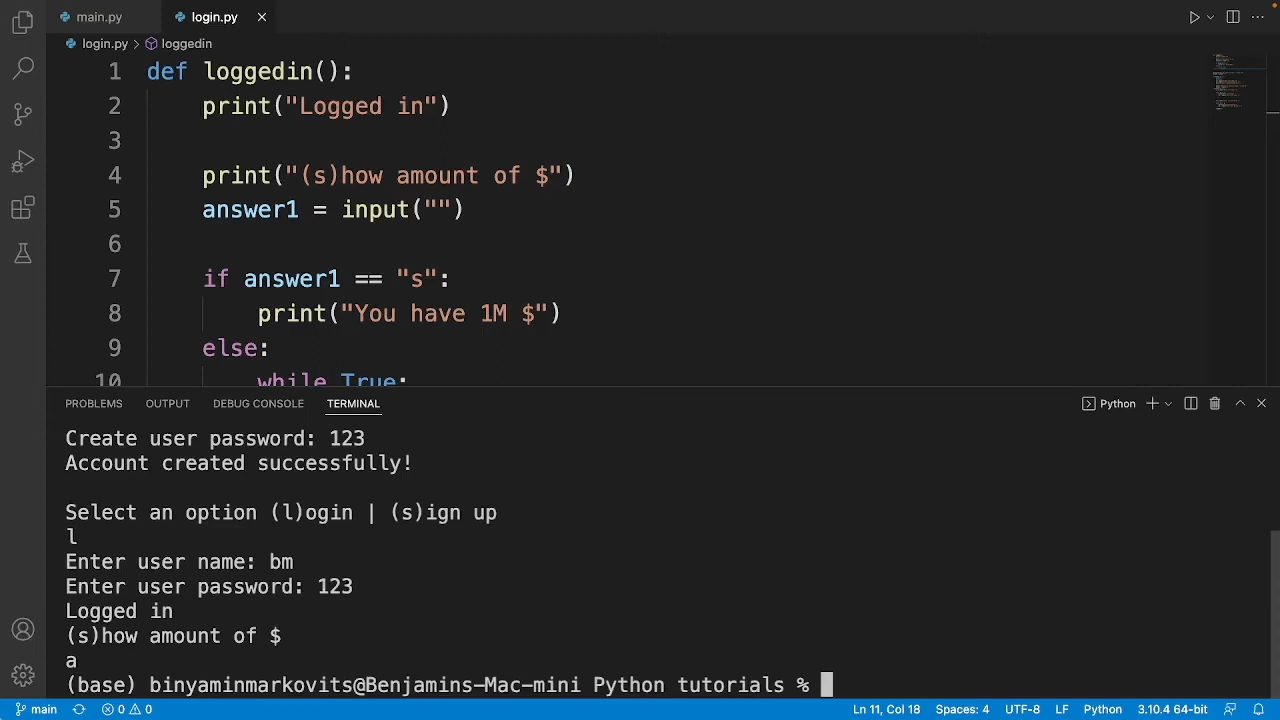 main.py login.py
login.py > loggedin
1 def loggedin():
2 print("Logged in")
3
4 print("(s)how amount of $")
5 answer1 = input("")
6
7 if answer1 == "s":
8 print("You have 1M $")
9 else:
10 while True:
PROBLEMS OUTPUT DEBUG CONSOLE TERMINAL Python
Create user password: 123
Account created successfully!
Select an option (l)ogin | (s)ign up
l
Enter user name: bm
Enter user password: 123
Logged in
(s)how amount of $
a
(base) binyaminmarkovits@Benjamins-Mac-mini Python tutorials %
main 0 0 Ln 11, Col 18 Spaces: 4 UTF-8 LF Python 3.10.4 64-bit